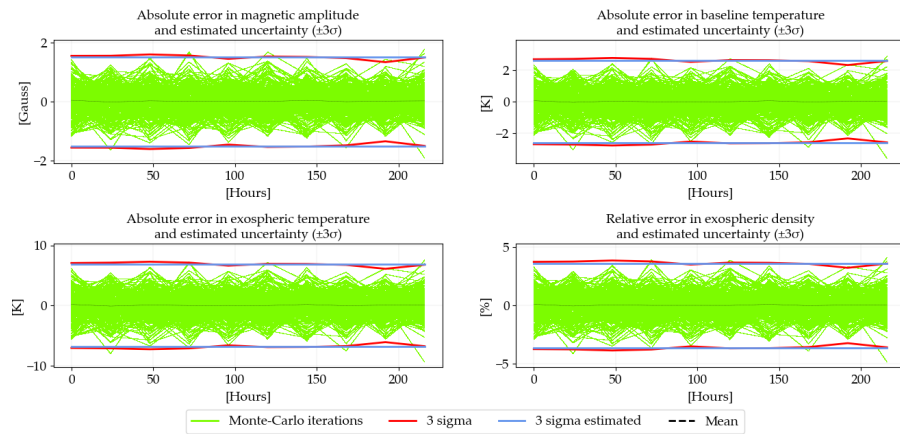 Absolute error in magnetic amplitude
and estimated uncertainty (±3σ)
2
0
−2
[Gauss]
0 50 100 150 200
[Hours]
Absolute error in baseline temperature
and estimated uncertainty (±3σ)
2
0
−2
[K]
0 50 100 150 200
[Hours]
Absolute error in exospheric temperature
and estimated uncertainty (±3σ)
10
0
−10
[K]
0 50 100 150 200
[Hours]
Relative error in exospheric density
and estimated uncertainty (±3σ)
5
0
−5
[%]
0 50 100 150 200
[Hours]
Monte-Carlo iterations 3 sigma 3 sigma estimated Mean